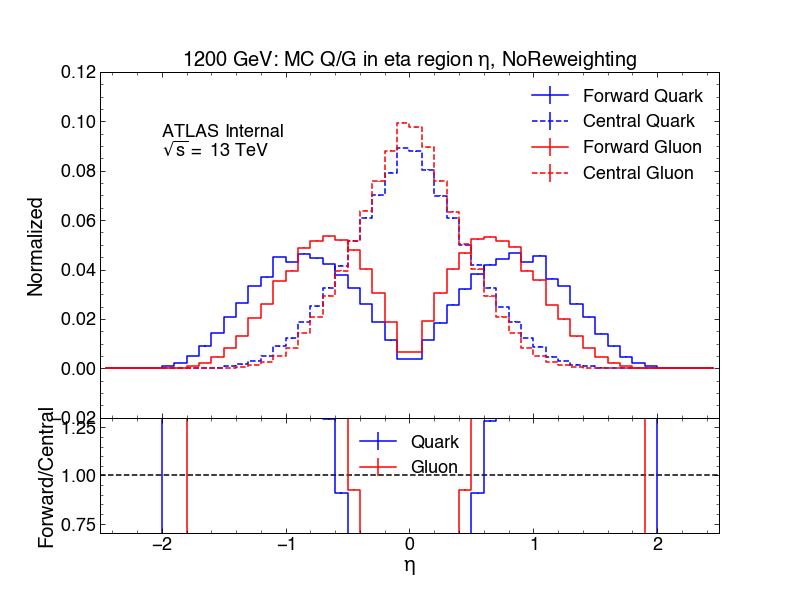 1200 GeV: MC Q/G in eta region η, NoReweighting
0.12
0.10
0.08
0.06
0.04
0.02
0.00
−0.02
Normalized
ATLAS Internal
√s = 13 TeV
Forward Quark
Central Quark
Forward Gluon
Central Gluon
1.25
1.00
0.75
Forward/Central
Quark
Gluon
−2 −1 0 1 2
η